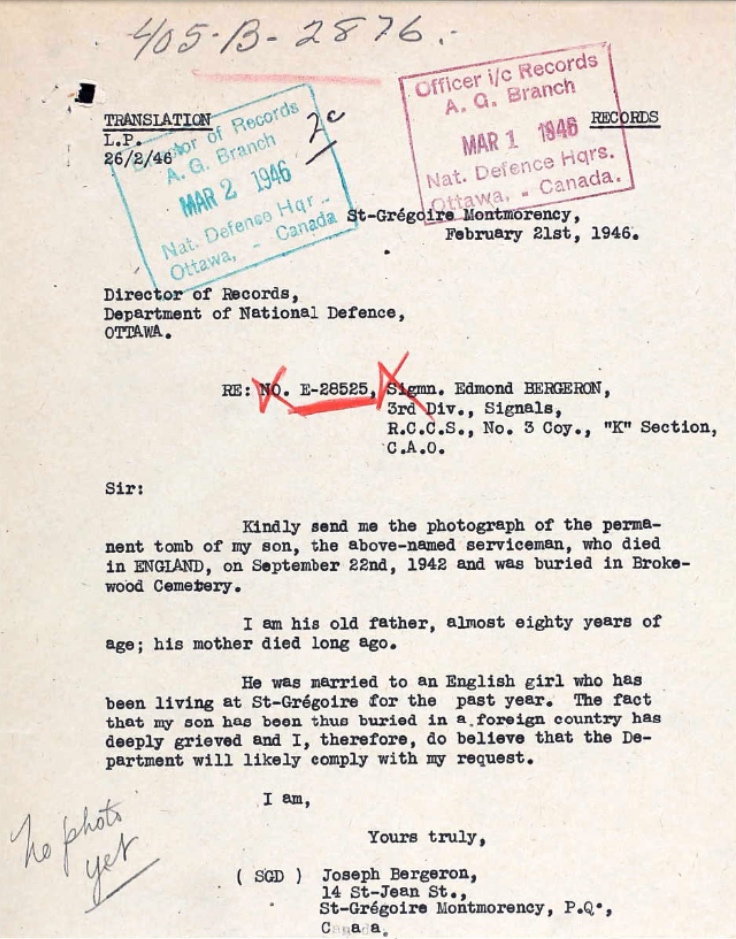 405-B-2876.-
Officer i/c Records
A. G. Branch
MAR 1 1946
Nat. Defence Hqrs.
Ottawa, - Canada.
RECORDS
TRANSLATION
L.P.
26/2/46
Director of Records
A. G. Branch
MAR 2 1946
Nat. Defence Hqr -
Ottawa, - Canada
St-Grégoire Montmorency,
February 21st, 1946.
Director of Records,
Department of National Defence,
OTTAWA.
RE: NO. E-28525, Sigmn. Edmond BERGERON,
3rd Div., Signals,
R.C.C.S., No. 3 Coy., "K" Section,
C.A.O.
Sir:
Kindly send me the photograph of the perma-
nent tomb of my son, the above-named serviceman, who died
in ENGLAND, on September 22nd, 1942 and was buried in Broke-
wood Cemetery.
I am his old father, almost eighty years of
age; his mother died long ago.
He was married to an English girl who has
been living at St-Grégoire for the past year. The fact
that my son has been thus buried in a foreign country has
deeply grieved and I, therefore, do believe that the De-
partment will likely comply with my request.
I am,
Yours truly,
( SGD ) Joseph Bergeron,
14 St-Jean St.,
St-Grégoire Montmorency, P.Q.,
Canada.
no photo
yet